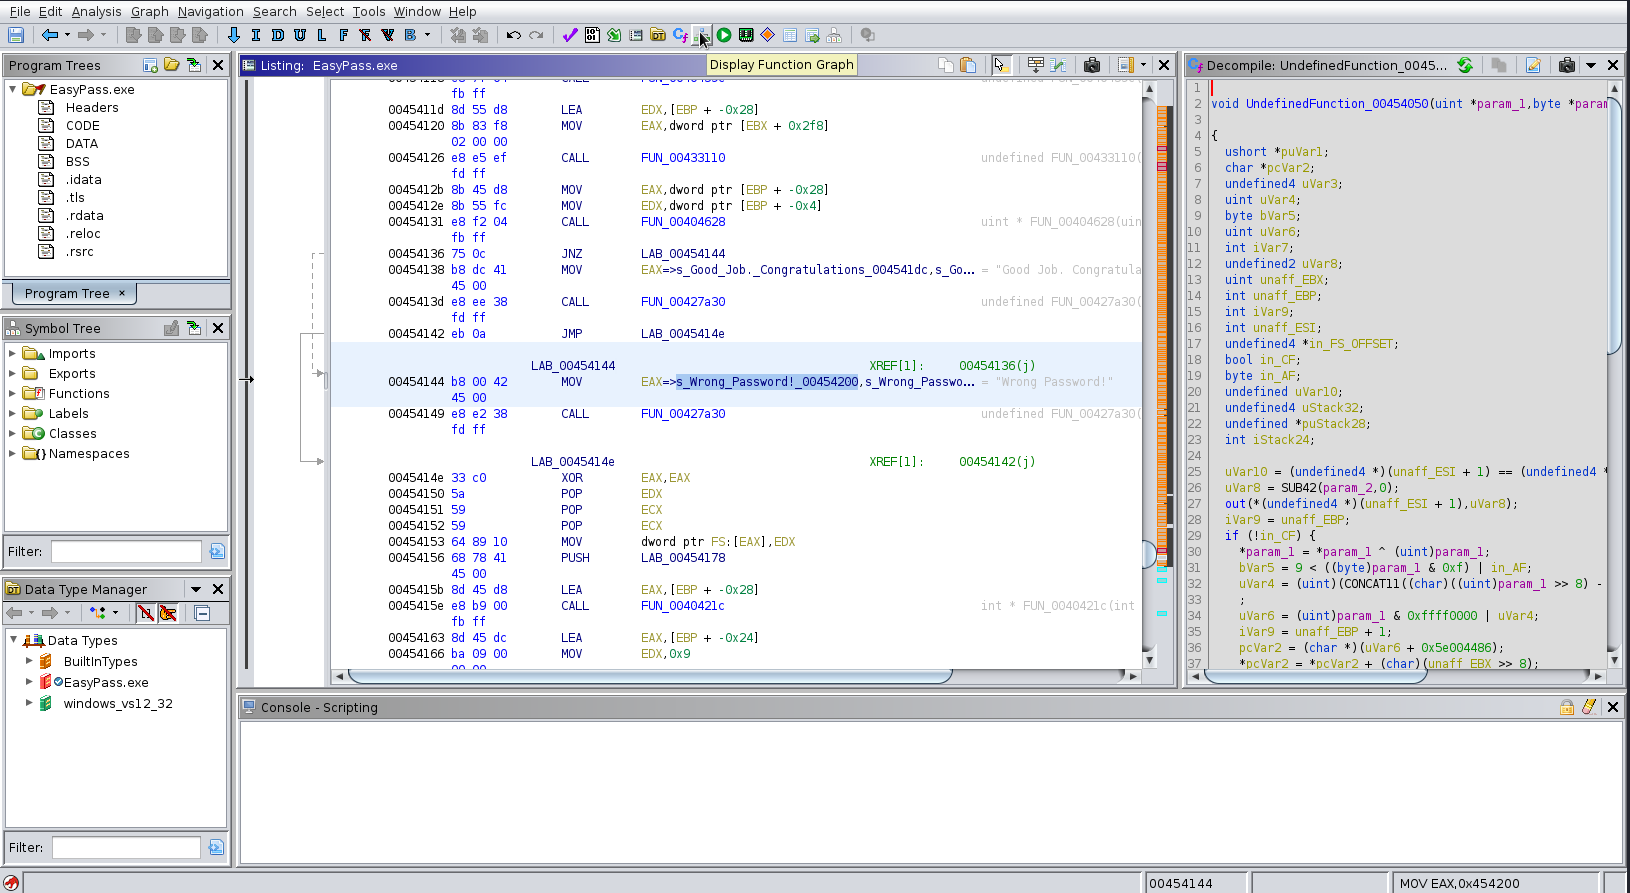 File Edit Analysis Graph Navigation Search Select Tools Window Help
I D U L F V B
Display Function Graph
Program Trees
EasyPass.exe
Headers
CODE
DATA
BSS
.idata
.tls
.rdata
.reloc
.rsrc
Program Tree ×
Symbol Tree
Imports
Exports
Functions
Labels
Classes
Namespaces
Filter:
Data Type Manager
Data Types
BuiltInTypes
EasyPass.exe
windows_vs12_32
Filter:
Listing: EasyPass.exe
fb ff
0045411d 8d 55 d8 LEA EDX,[EBP + -0x28]
00454120 8b 83 f8 MOV EAX,dword ptr [EBX + 0x2f8]
02 00 00
00454126 e8 e5 ef CALL FUN_00433110 undefined FUN_00433110(
fd ff
0045412b 8b 45 d8 MOV EAX,dword ptr [EBP + -0x28]
0045412e 8b 55 fc MOV EDX,dword ptr [EBP + -0x4]
00454131 e8 f2 04 CALL FUN_00404628 uint * FUN_00404628(uin
fb ff
00454136 75 0c JNZ LAB_00454144
00454138 b8 dc 41 MOV EAX=>s_Good_Job._Congratulations_004541dc,s_Go... = "Good Job. Congratula
45 00
0045413d e8 ee 38 CALL FUN_00427a30 undefined FUN_00427a30(
fd ff
00454142 eb 0a JMP LAB_0045414e
LAB_00454144 XREF[1]: 00454136(j)
00454144 b8 00 42 MOV EAX=>s_Wrong_Password!_00454200,s_Wrong_Passwo... = "Wrong Password!"
45 00
00454149 e8 e2 38 CALL FUN_00427a30 undefined FUN_00427a30(
fd ff
LAB_0045414e XREF[1]: 00454142(j)
0045414e 33 c0 XOR EAX,EAX
00454150 5a POP EDX
00454151 59 POP ECX
00454152 59 POP ECX
00454153 64 89 10 MOV dword ptr FS:[EAX],EDX
00454156 68 78 41 PUSH LAB_00454178
45 00
0045415b 8d 45 d8 LEA EAX,[EBP + -0x28]
0045415e e8 b9 00 CALL FUN_0040421c int * FUN_0040421c(int
fb ff
00454163 8d 45 dc LEA EAX,[EBP + -0x24]
00454166 ba 09 00 MOV EDX,0x9
Decompile: UndefinedFunction_0045...
1
2 void UndefinedFunction_00454050(uint *param_1,byte *param
3
4 {
5 ushort *puVar1;
6 char *pcVar2;
7 undefined4 uVar3;
8 uint uVar4;
9 byte bVar5;
10 uint uVar6;
11 int iVar7;
12 undefined2 uVar8;
13 uint unaff_EBX;
14 int unaff_EBP;
15 int iVar9;
16 int unaff_ESI;
17 undefined4 *in_FS_OFFSET;
18 bool in_CF;
19 byte in_AF;
20 undefined uVar10;
21 undefined4 uStack32;
22 undefined *puStack28;
23 int iStack24;
24
25 uVar10 = (undefined4 *)(unaff_ESI + 1) == (undefined4 *
26 uVar8 = SUB42(param_2,0);
27 out(*(undefined4 *)(unaff_ESI + 1),uVar8);
28 iVar9 = unaff_EBP;
29 if (!in_CF) {
30 *param_1 = *param_1 ^ (uint)param_1;
31 bVar5 = 9 < ((byte)param_1 & 0xf) | in_AF;
32 uVar4 = (uint)(CONCAT11((char)((uint)param_1 >> 8) -
33 ;
34 uVar6 = (uint)param_1 & 0xffff0000 | uVar4;
35 iVar9 = unaff_EBP + 1;
36 pcVar2 = (char *)(uVar6 + 0x5e004486);
37 *pcVar2 = *pcVar2 + (char)(unaff_EBX >> 8);
Console - Scripting
00454144
MOV EAX,0x454200